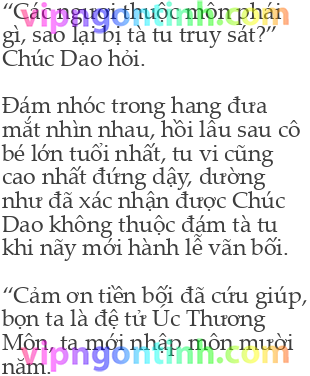 “Các ngươi thuộc môn phái
gì, sao lại bị tà tu truy sát?”
Chúc Dao hỏi.
Đám nhóc trong hang đưa
mắt nhìn nhau, hồi lâu sau cô
bé lớn tuổi nhất, tu vi cũng
cao nhất đứng dậy, dường
như đã xác nhận được Chúc
Dao không thuộc đám tà tu
khi nãy mới hành lễ vãn bối.
“Cảm ơn tiền bối đã cứu giúp,
bọn ta là đệ tử Úc Thương
Môn, ta mới nhập môn mười
năm.
vipngontinh.com
vipngontinh.com